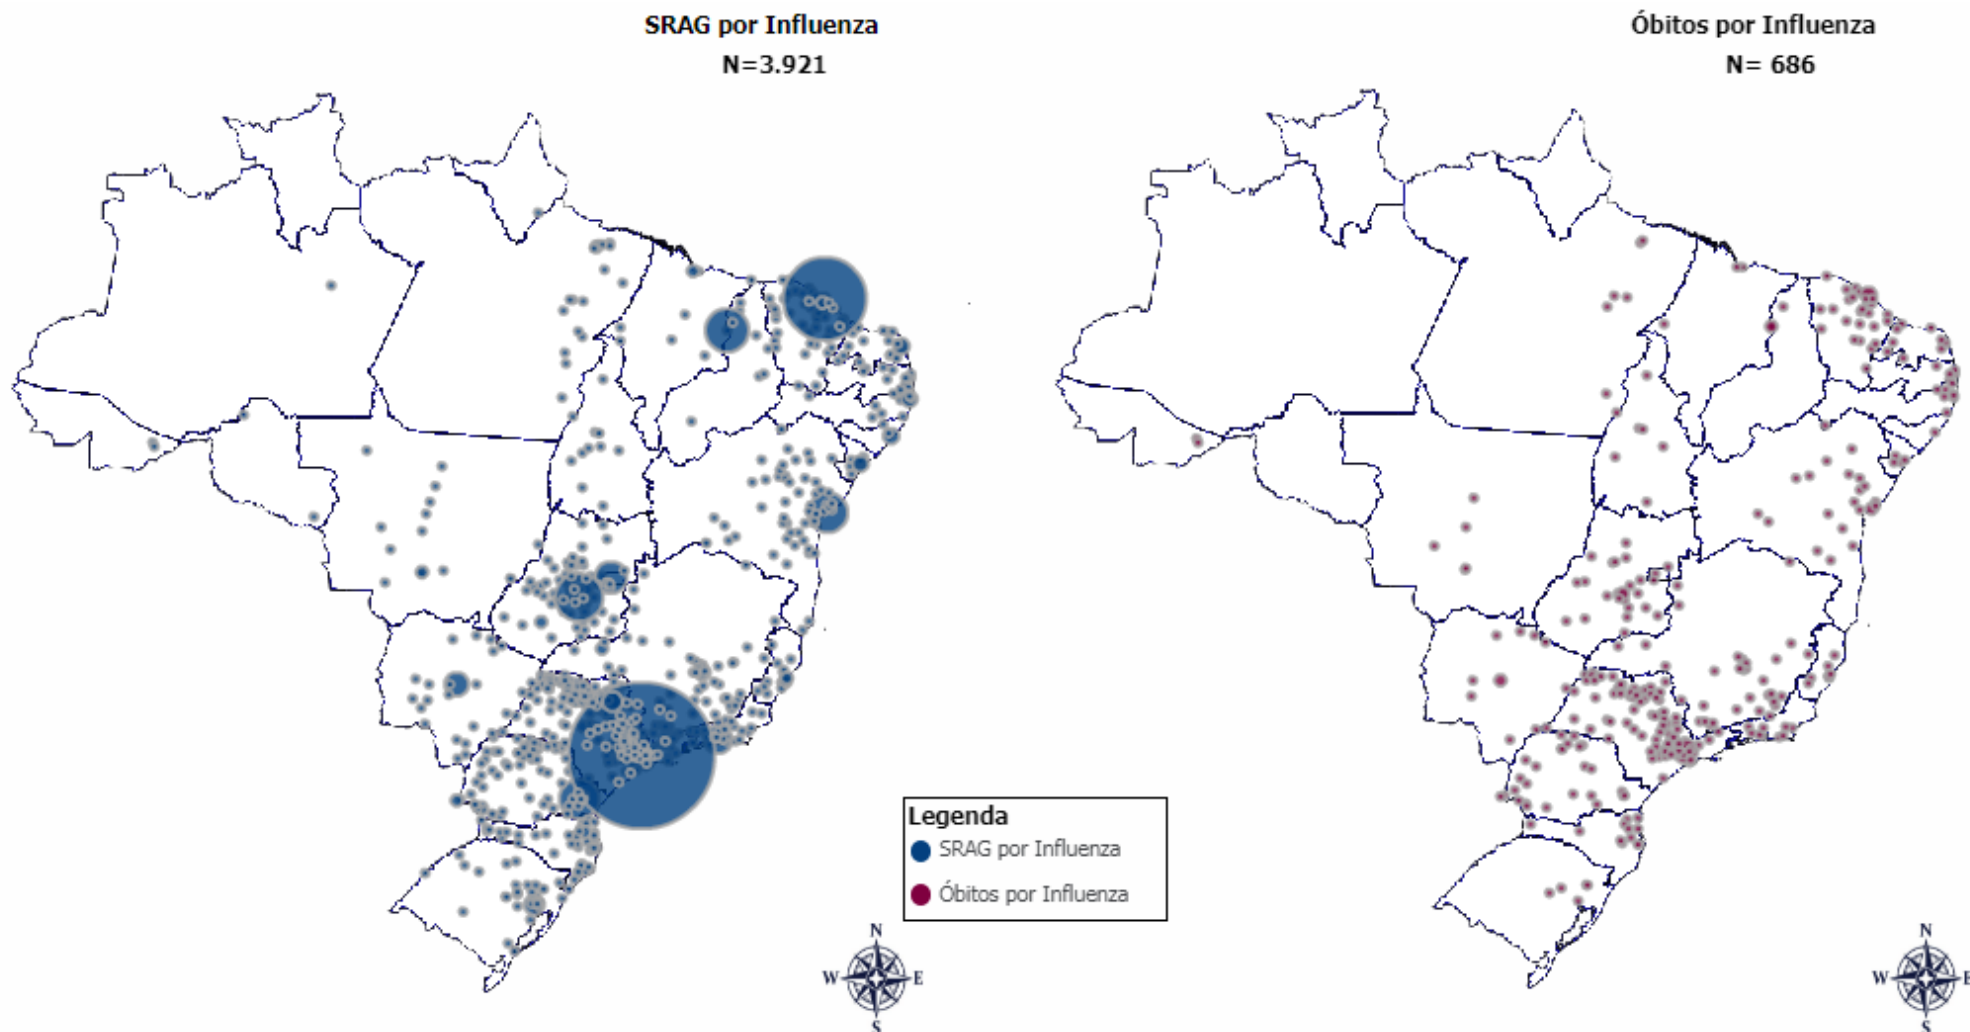 SRAG por Influenza
N=3.921
Óbitos por Influenza
N= 686
Legenda
SRAG por Influenza
Óbitos por Influenza
N
W
E
S
N
W
E
S